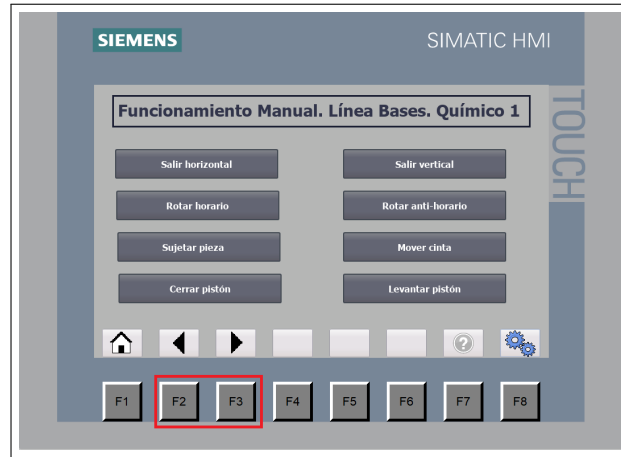 SIEMENS
SIMATIC HMI
TOUCH
Funcionamiento Manual. Línea Bases. Químico 1
Salir horizontal
Salir vertical
Rotar horario
Rotar anti-horario
Sujetar pieza
Mover cinta
Cerrar pistón
Levantar pistón
?
F1
F2
F3
F4
F5
F6
F7
F8